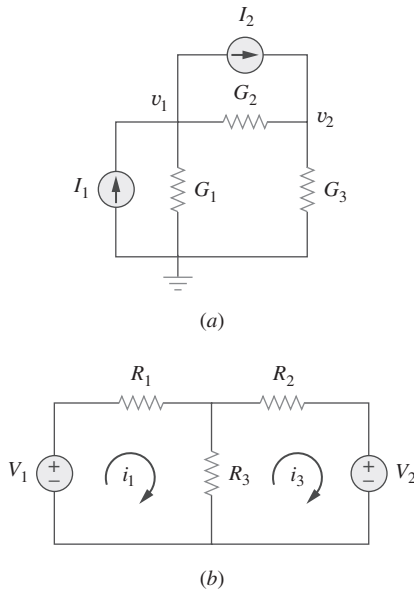 I₂
v₁
G₂
v₂
I₁
G₁
G₃
(a)
R₁
R₂
V₁
+
−
i₁
R₃
i₃
+
−
V₂
(b)